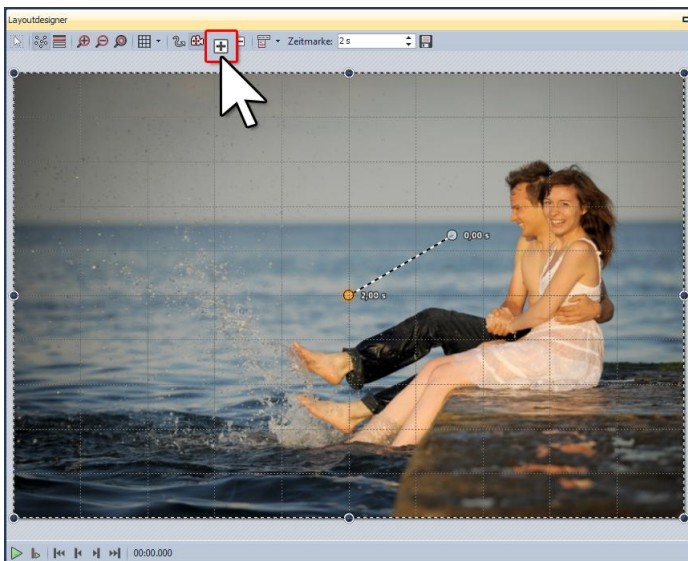 Layoutdesigner
Zeitmarke: 2 s
0,00 s
2,00 s
00:00.000